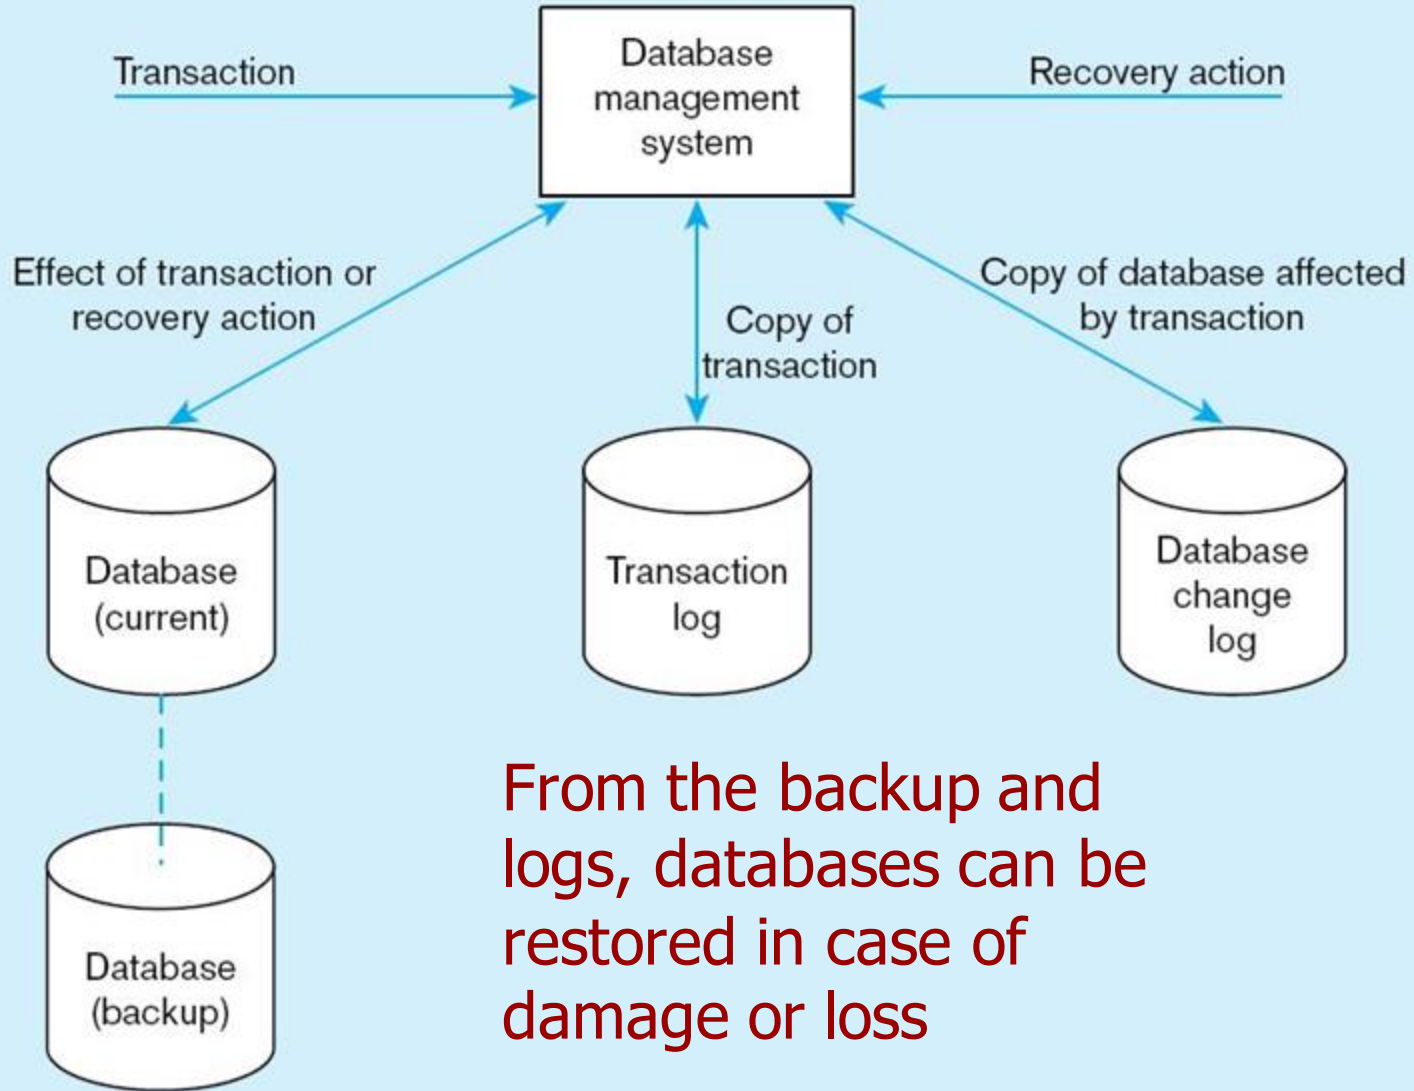 Database
management
system
Transaction
Recovery action
Effect of transaction or
recovery action
Copy of
transaction
Copy of database affected
by transaction
Database
(current)
Transaction
log
Database
change
log
From the backup and
logs, databases can be
restored in case of
damage or loss
Database
(backup)